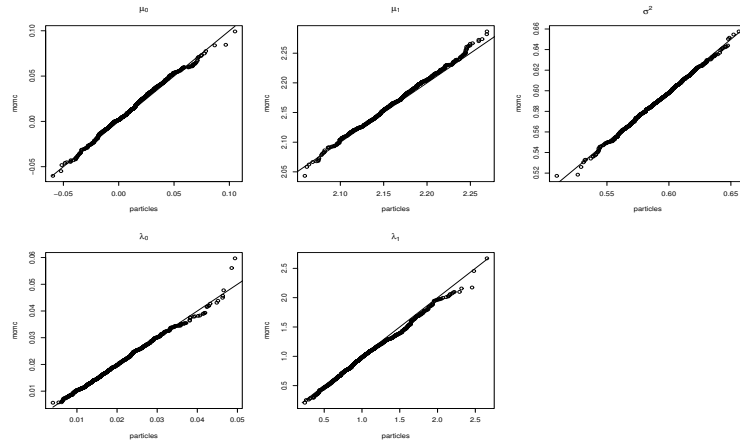 μ0
mcmc
0.10
0.05
0.00
−0.05
−0.05 0.00 0.05 0.10
particles
μ1
mcmc
2.25
2.20
2.15
2.10
2.05
2.10 2.15 2.20 2.25
particles
σ2
mcmc
0.66
0.64
0.62
0.60
0.58
0.56
0.54
0.52
0.55 0.60 0.65
particles
λ0
mcmc
0.06
0.05
0.04
0.03
0.02
0.01
0.01 0.02 0.03 0.04 0.05
particles
λ1
mcmc
2.5
2.0
1.5
1.0
0.5
0.5 1.0 1.5 2.0 2.5
particles